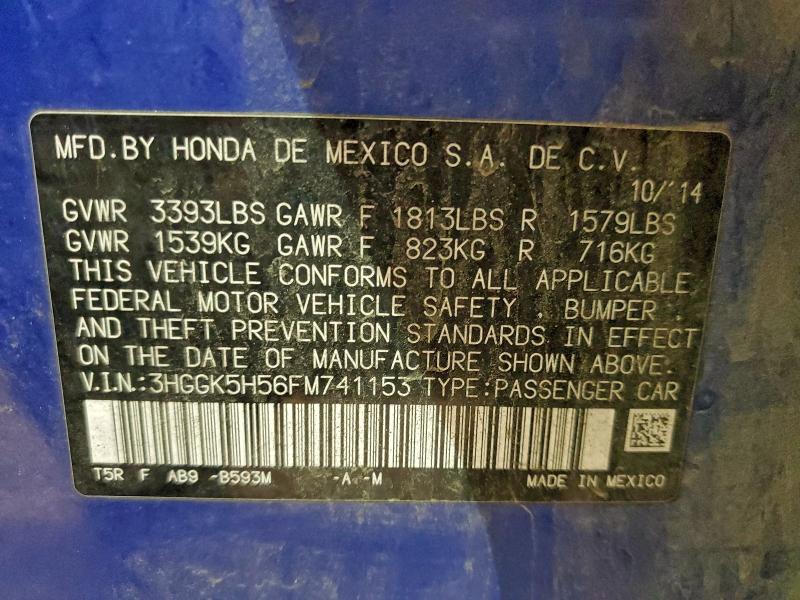 MFD.BY HONDA DE MEXICO S.A. DE C.V.
10/'14
GVWR 3393LBS GAWR F 1813LBS R 1579LBS
GVWR 1539KG GAWR F 823KG R 716KG
THIS VEHICLE CONFORMS TO ALL APPLICABLE
FEDERAL MOTOR VEHICLE SAFETY , BUMPER ,
AND THEFT PREVENTION STANDARDS IN EFFECT
ON THE DATE OF MANUFACTURE SHOWN ABOVE.
V.I.N.:3HGGK5H56FM741153 TYPE:PASSENGER CAR
T5R F AB9 -B593M -A -M MADE IN MEXICO